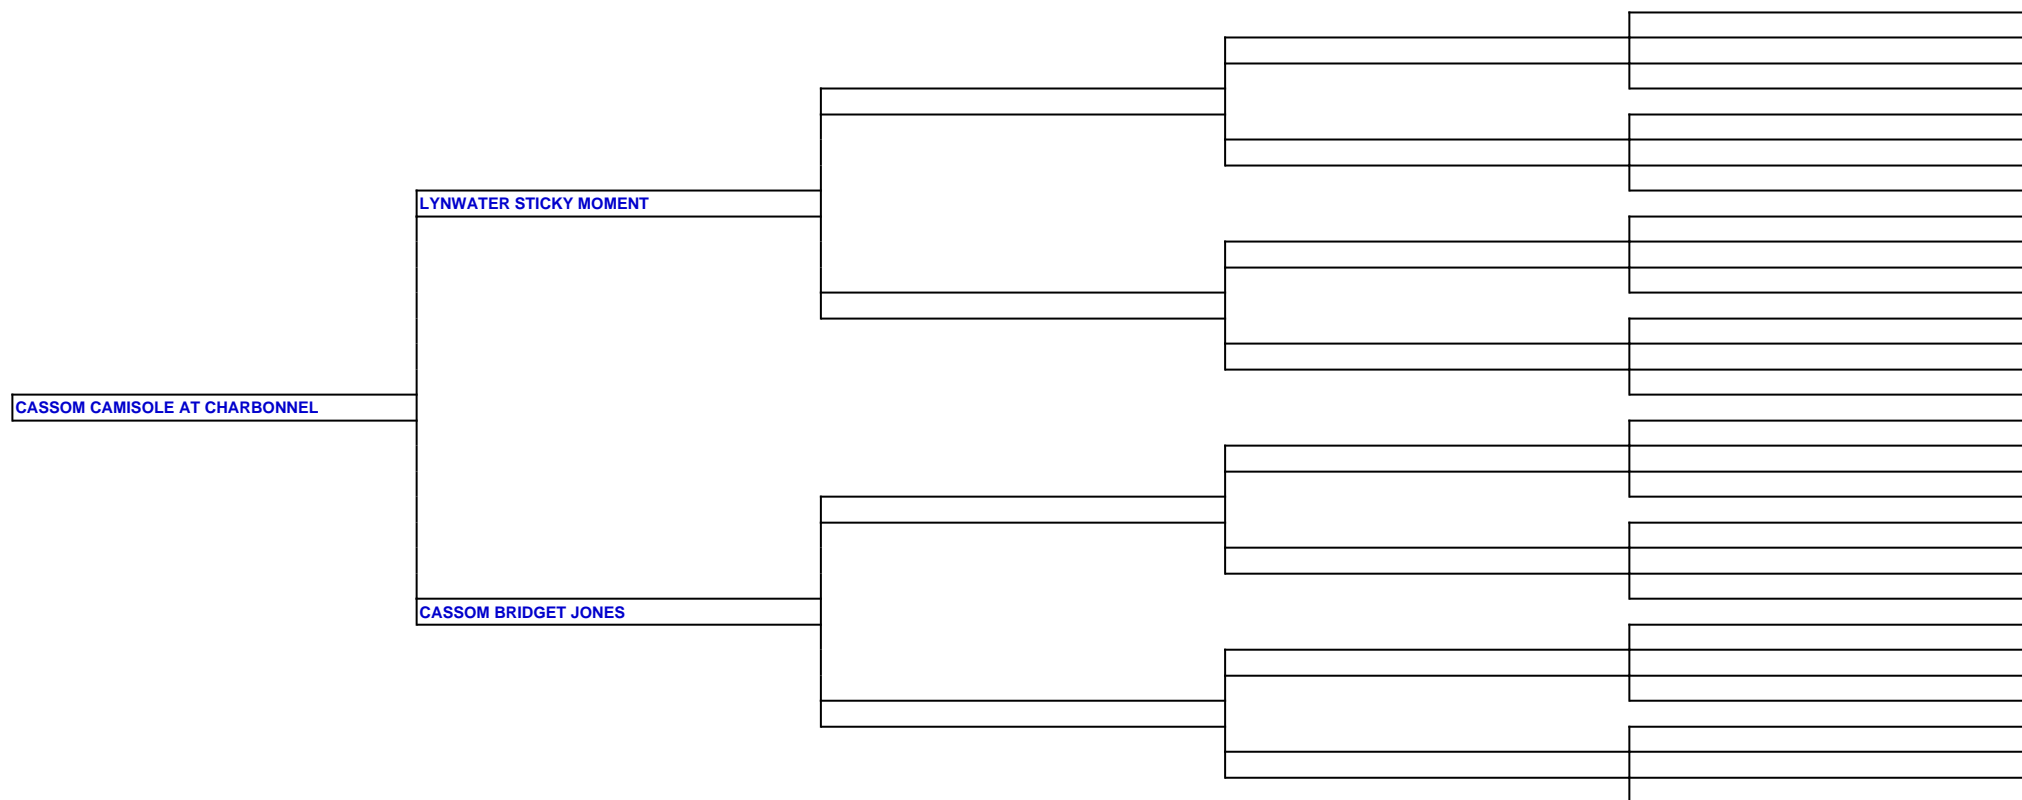 LYNWATER STICKY MOMENT
CASSOM CAMISOLE AT CHARBONNEL
CASSOM BRIDGET JONES